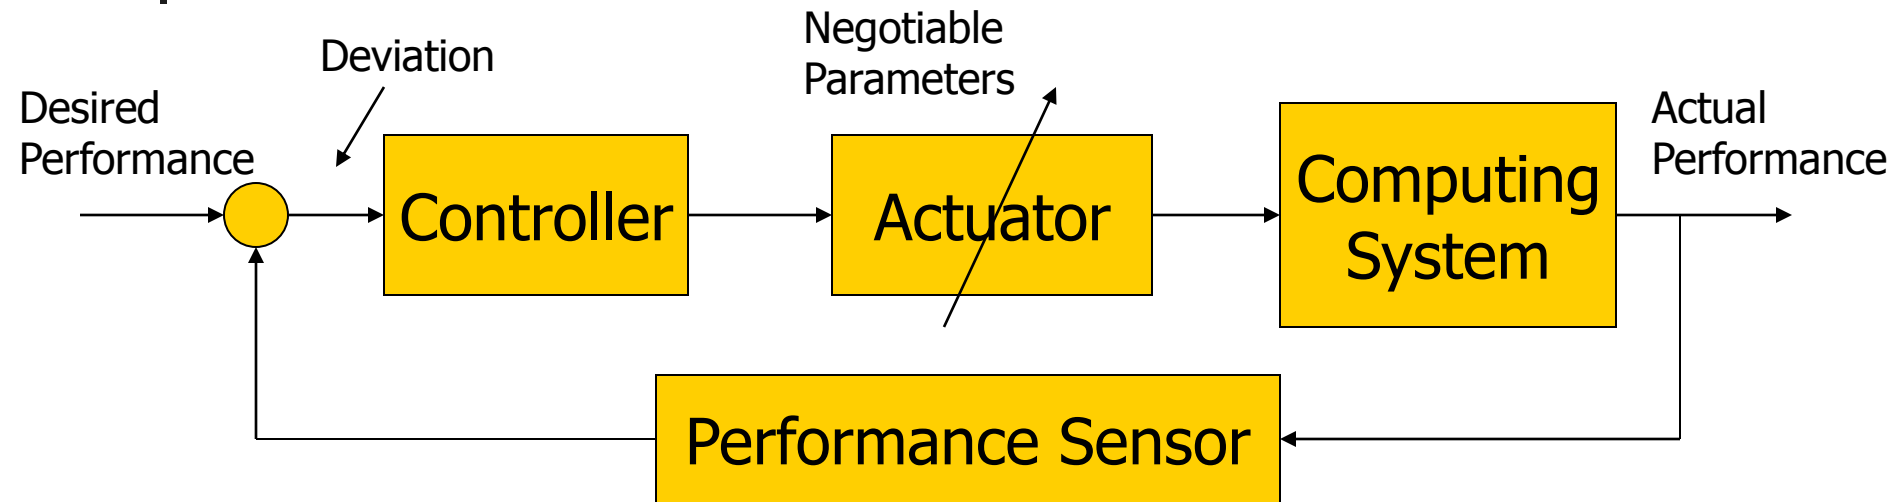 Negotiable
Parameters
Deviation
Desired
Performance
Controller
Actuator
Computing
System
Actual
Performance
Performance Sensor